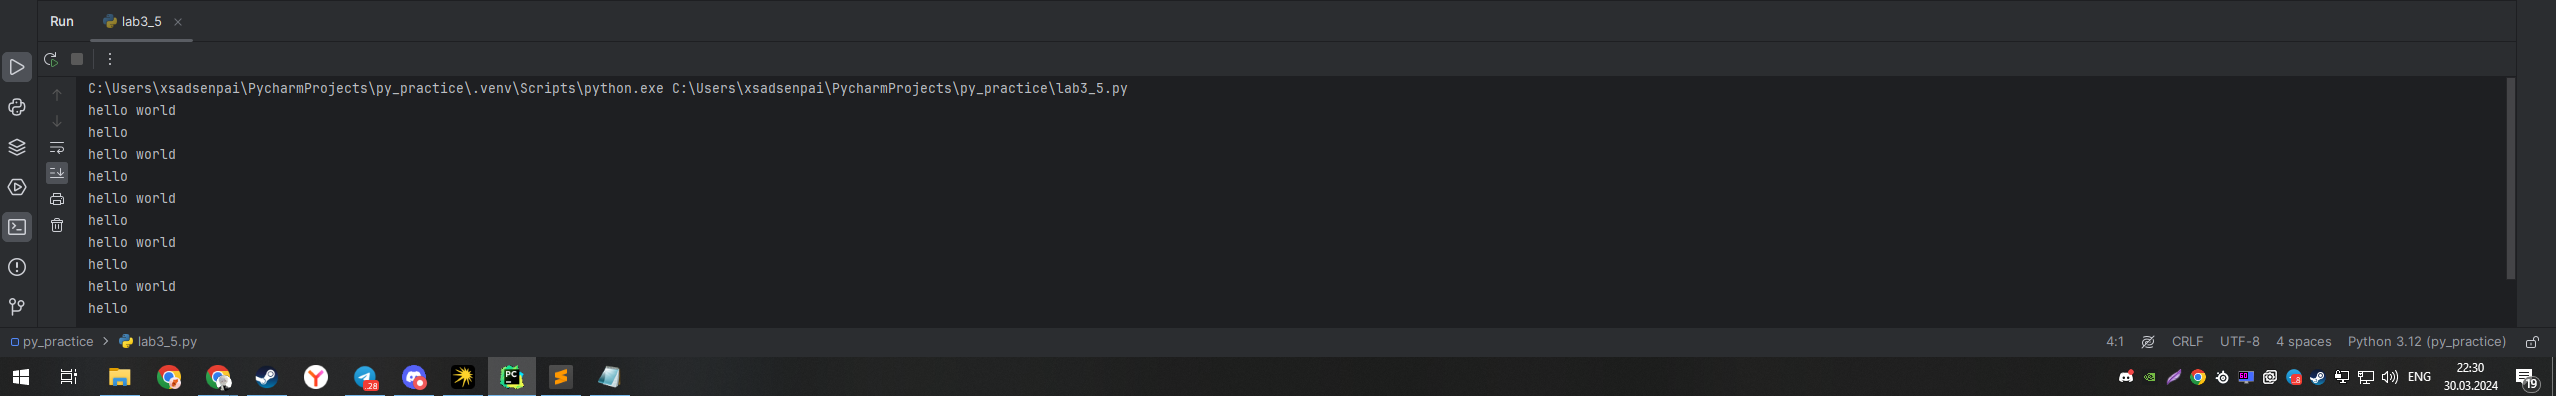 Run lab3_5
C:\Users\xsadsenpai\PycharmProjects\py_practice\.venv\Scripts\python.exe C:\Users\xsadsenpai\PycharmProjects\py_practice\lab3_5.py
hello world
hello
hello world
hello
hello world
hello
hello world
hello
hello world
hello
py_practice > lab3_5.py 4:1 CRLF UTF-8 4 spaces Python 3.12 (py_practice)
28 PC ENG 22:30
30.03.2024 19